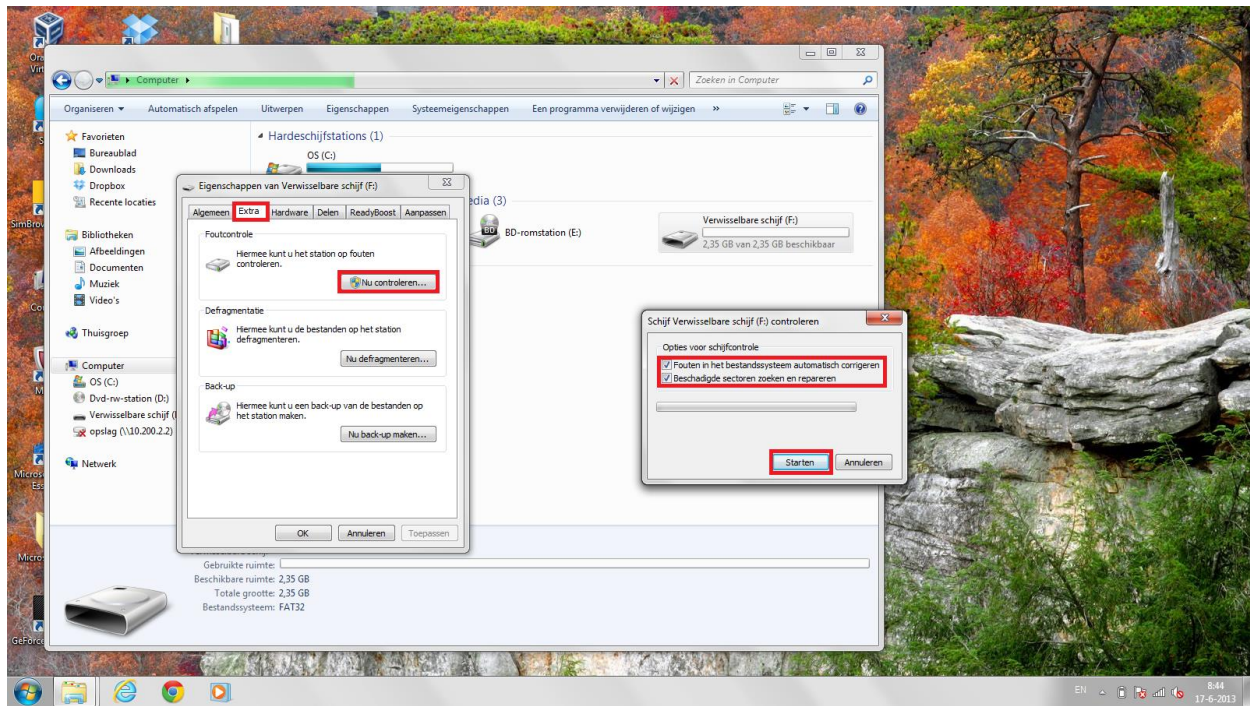 Computer
Zoeken in Computer
Organiseren
Automatisch afspelen
Uitwerpen
Eigenschappen
Systeemeigenschappen
Een programma verwijderen of wijzigen
»
Favorieten
Bureaublad
Downloads
Dropbox
Recente locaties
Bibliotheken
Afbeeldingen
Documenten
Muziek
Video's
Thuisgroep
Computer
OS (C:)
Dvd-rw-station (D:)
Verwisselbare schijf (
opslag (\\10.200.2.2)
Netwerk
Hardeschijfstations (1)
OS (C:)
edia (3)
BD-romstation (E:)
Verwisselbare schijf (F:)
2,35 GB van 2,35 GB beschikbaar
Eigenschappen van Verwisselbare schijf (F:)
Algemeen Extra Hardware Delen ReadyBoost Aanpassen
Foutcontrole
Hiermee kunt u het station op fouten
controleren.
Nu controleren...
Defragmentatie
Hiermee kunt u de bestanden op het station
defragmenteren.
Nu defragmenteren...
Back-up
Hiermee kunt u een back-up van de bestanden op
het station maken.
Nu back-up maken...
OK Annuleren Toepassen
Schijf Verwisselbare schijf (F:) controleren
Opties voor schijfcontrole
Fouten in het bestandssysteem automatisch corrigeren
Beschadigde sectoren zoeken en repareren
Starten Annuleren
Gebruikte ruimte:
Beschikbare ruimte: 2,35 GB
Totale grootte: 2,35 GB
Bestandssysteem: FAT32
EN
8:44
17-6-2013